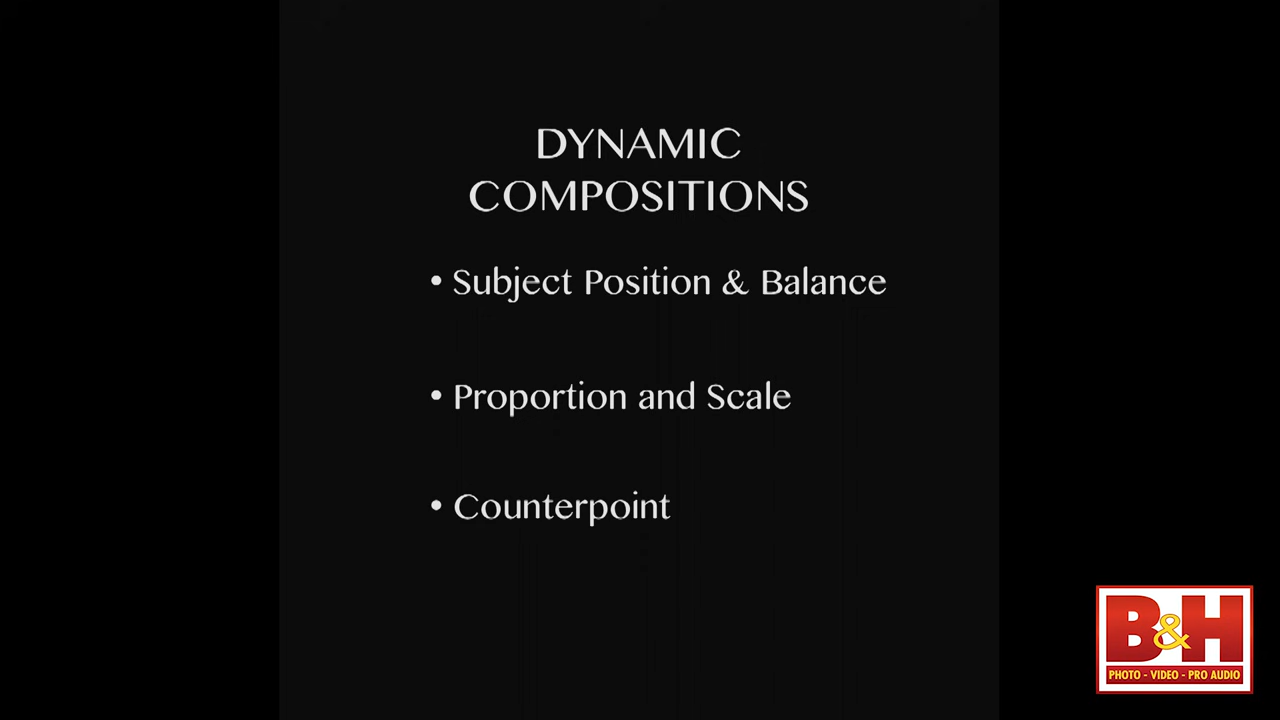 DYNAMIC
COMPOSITIONS
• Subject Position & Balance
• Proportion and Scale
• Counterpoint
B&H
PHOTO - VIDEO - PRO AUDIO